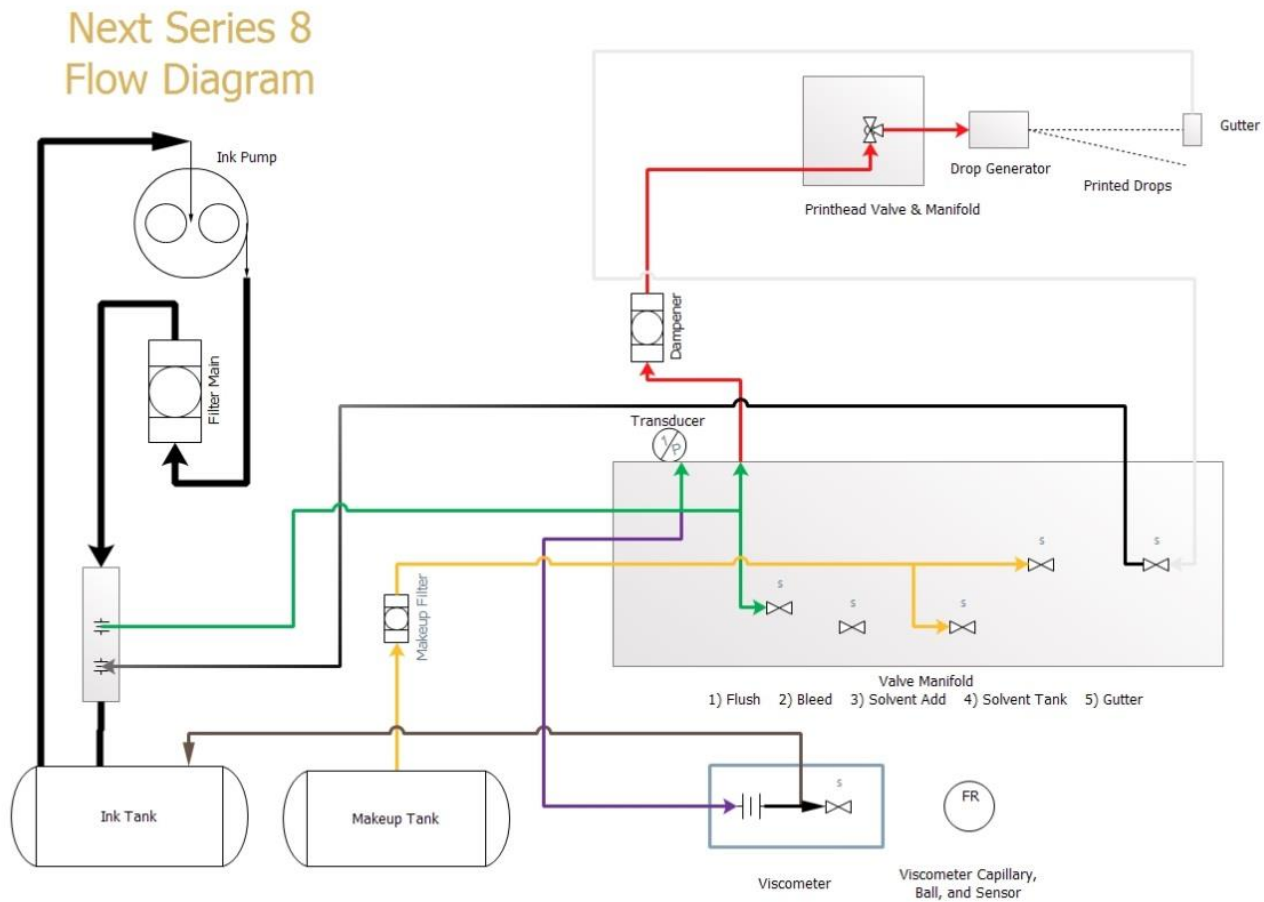 Next Series 8
Flow Diagram
Ink Pump
Filter Main
Gutter
Drop Generator
Printed Drops
Printhead Valve & Manifold
Dampener
Transducer
1/P
S
S
S
S
S
Makeup Filter
Valve Manifold
1) Flush 2) Bleed 3) Solvent Add 4) Solvent Tank 5) Gutter
Ink Tank
Makeup Tank
S
FR
Viscometer
Viscometer Capillary,
Ball, and Sensor